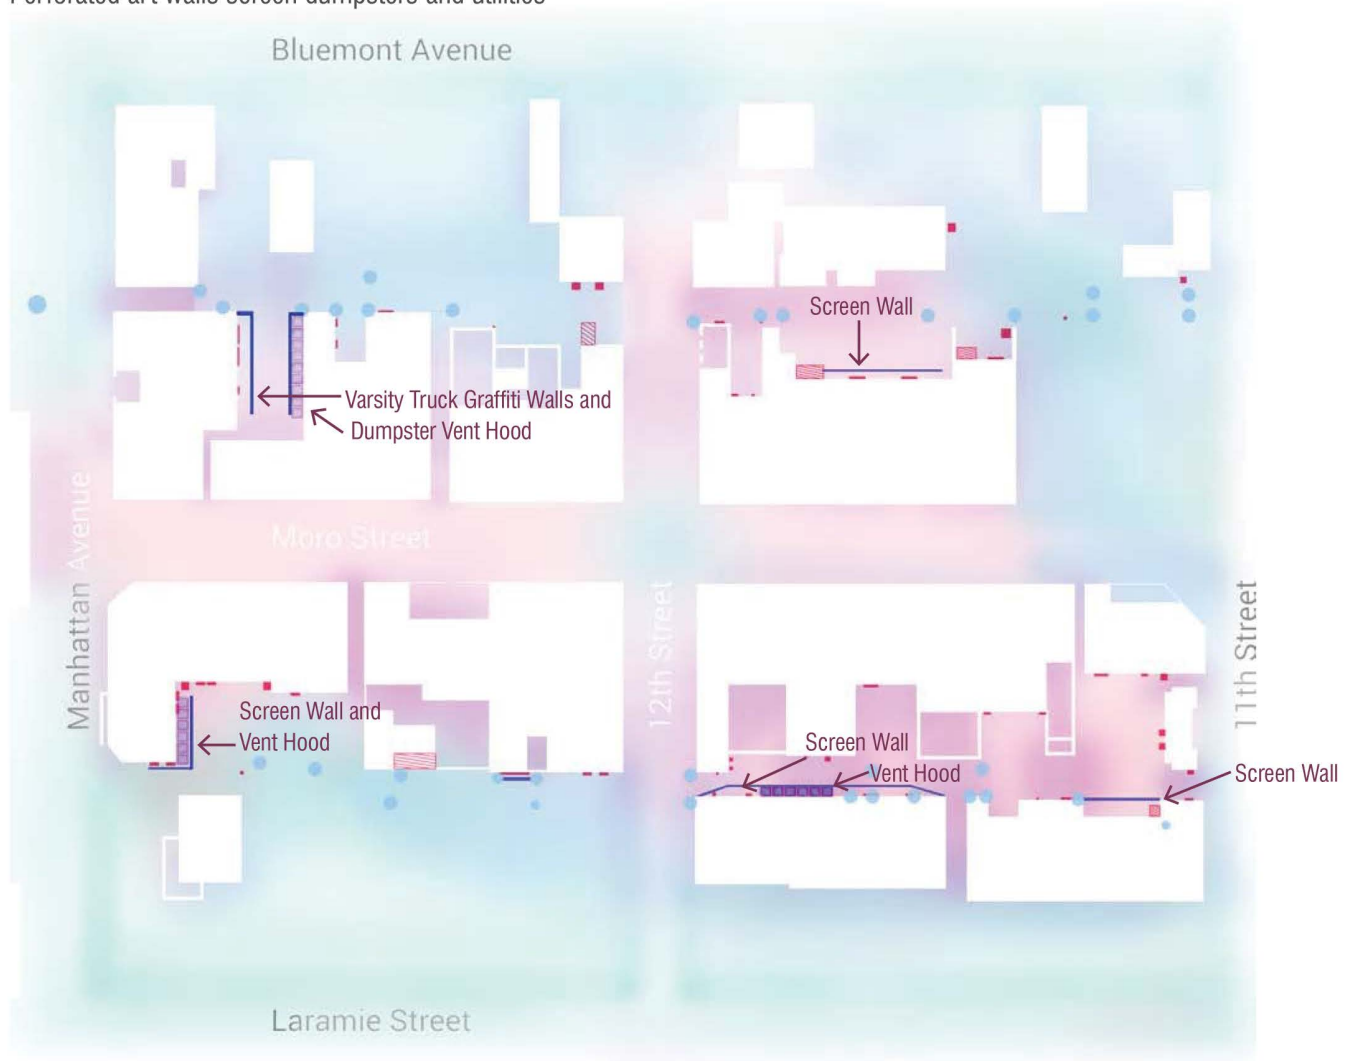 Perforated art walls screen dumpsters and utilities
Bluemont Avenue
Screen Wall
Varsity Truck Graffiti Walls and
Dumpster Vent Hood
Moro Street
Manhattan Avenue
12th Street
11th Street
Screen Wall and
Vent Hood
Screen Wall
Vent Hood
Screen Wall
Laramie Street